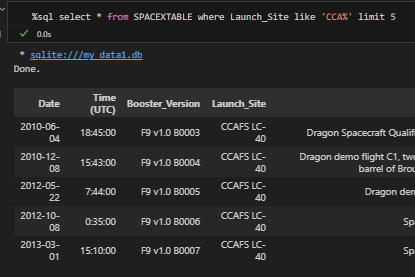 %sql select * from SPACEXTABLE where Launch_Site like 'CCA%' limit 5
0.0s
* sqlite:///my_data1.db
Done.
Date Time (UTC) Booster_Version Launch_Site
2010-06-04 18:45:00 F9 v1.0 B0003 CCAFS LC-40 Dragon Spacecraft Qualifi
2010-12-08 15:43:00 F9 v1.0 B0004 CCAFS LC-40 Dragon demo flight C1, two barrel of Brou
2012-05-22 7:44:00 F9 v1.0 B0005 CCAFS LC-40 Dragon dem
2012-10-08 0:35:00 F9 v1.0 B0006 CCAFS LC-40 Spa
2013-03-01 15:10:00 F9 v1.0 B0007 CCAFS LC-40 Spa